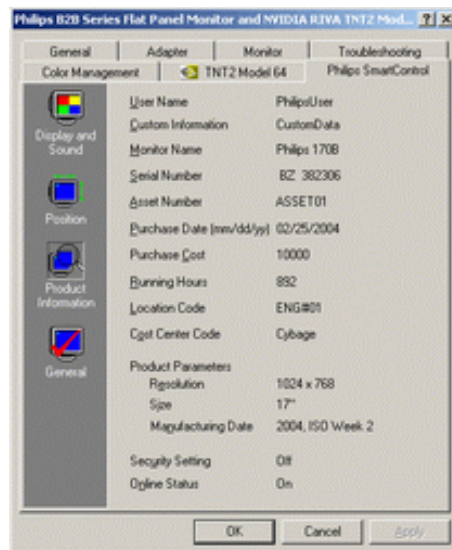 Philips B2B Series Flat Panel Monitor and NVIDIA RIVA TNT2 Mod...
General Adapter Monitor Troubleshooting
Color Management TNT2 Model 64 Philips SmartControl
Display and Sound
Position
Product Information
General
User Name PhilipsUser
Custom Information CustomData
Monitor Name Philips 170B
Serial Number BZ 382306
Asset Number ASSET01
Purchase Date (mm/dd/yy) 02/25/2004
Purchase Cost 10000
Running Hours 892
Location Code ENG#01
Cost Center Code Cybage
Product Parameters
Resolution 1024 x 768
Size 17"
Magufacturing Date 2004, ISO Week 2
Security Setting Off
Online Status On
OK Cancel Apply